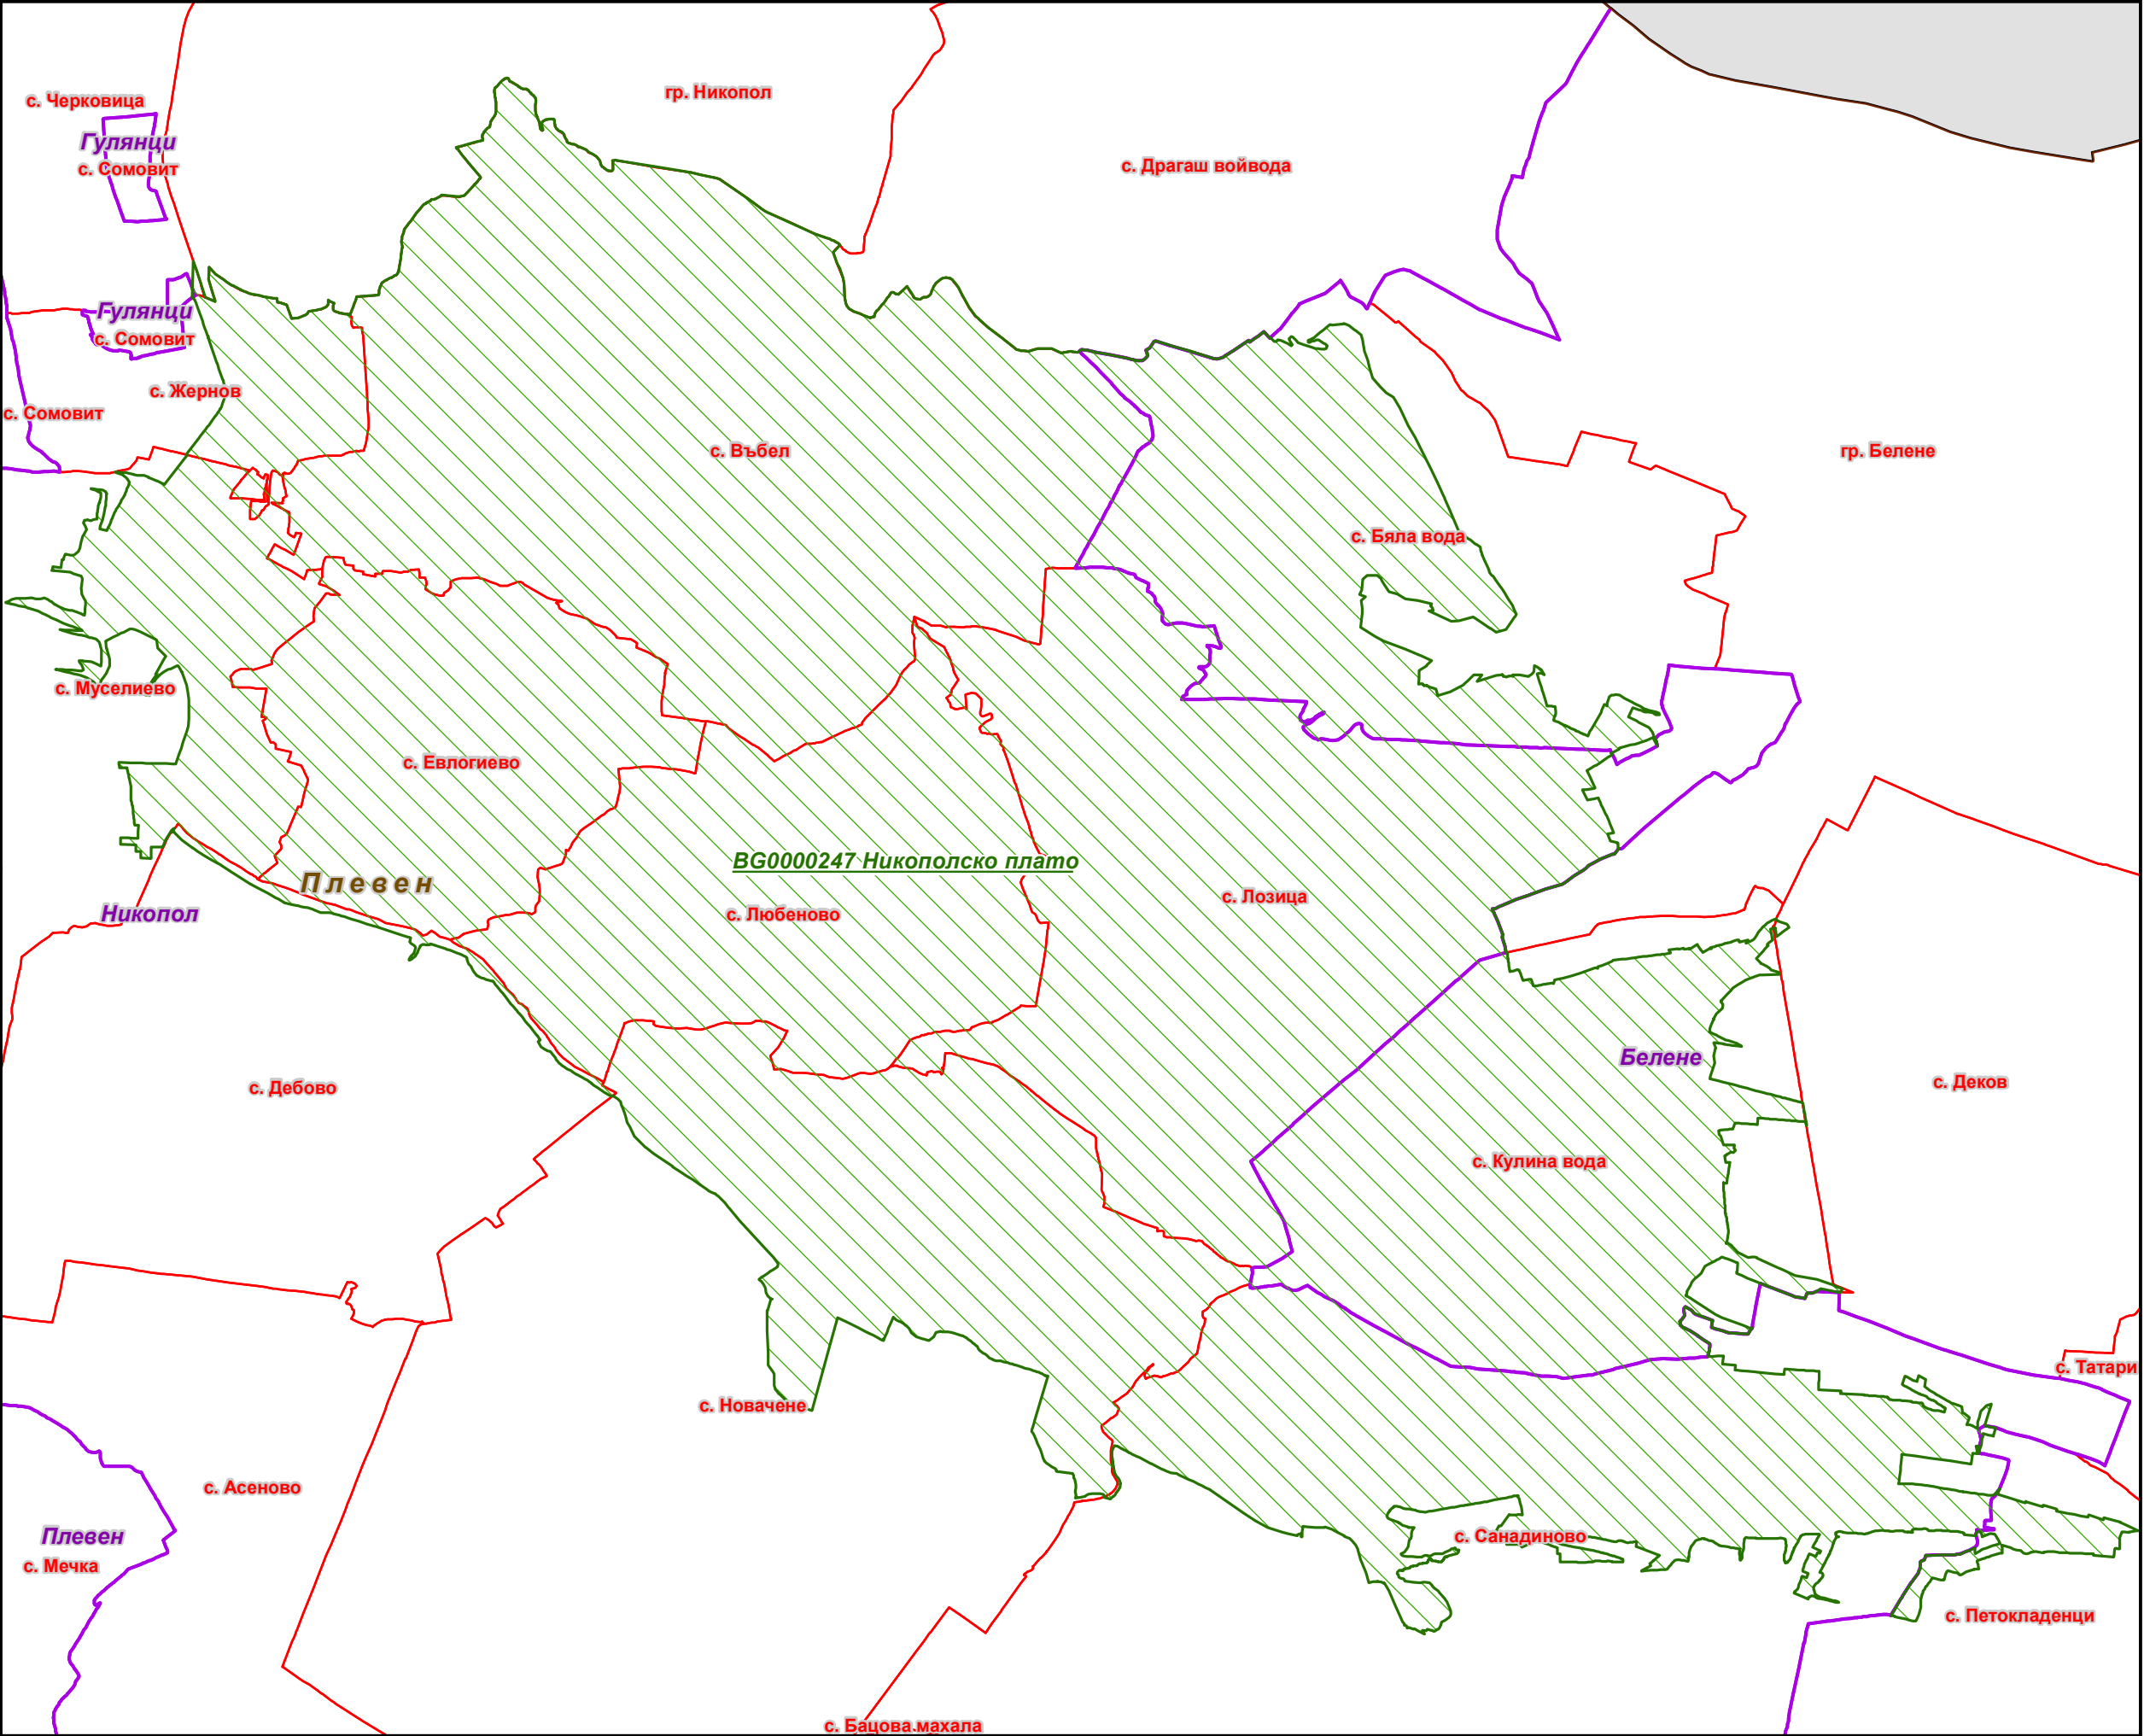 гр. Никопол
с. Черковица
Гулянци
с. Сомовит
с. Драгаш войвода
Гулянци
с. Сомовит
с. Жернов
с. Сомовит
с. Въбел
гр. Белене
с. Бяла вода
с. Муселиево
с. Евлогиево
BG0000247 Никополско плато
Плевен
с. Лозица
Никопол
с. Любеново
Белене
с. Деков
с. Дебово
с. Кулина вода
с. Татари
с. Новачене
с. Асеново
Плевен
с. Санадиново
с. Мечка
с. Петокладенци
с. Бацова махала